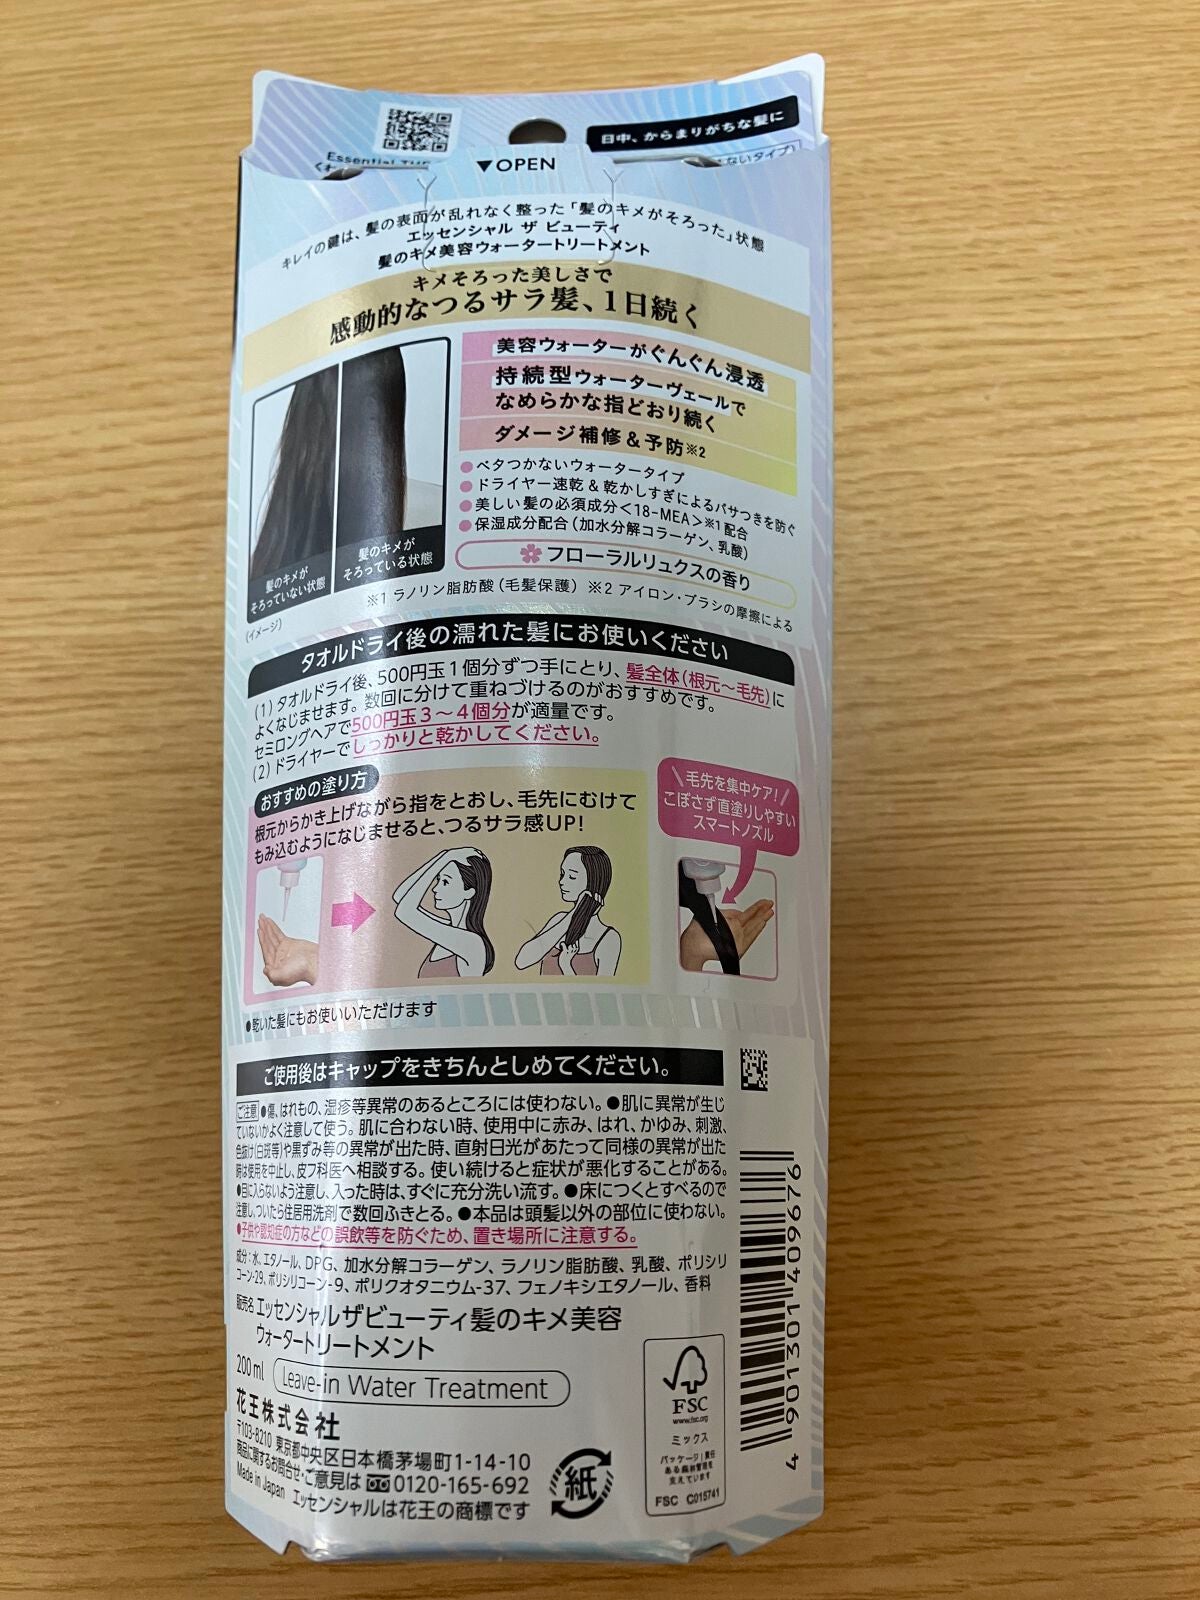 日中、からまりがちな髪に
Essential THE
ないタイプ)
▼OPEN
キレイの鍵は、髪の表面が乱れなく整った「髪のキメがそろった」状態
エッセンシャル ザ ビューティ
髪のキメ美容ウォータートリートメント
キメそろった美しさで
感動的なつるサラ髪、1日続く
美容ウォーターがぐんぐん浸透
持続型ウォーターヴェールで
なめらかな指どおり続く
ダメージ補修&予防※2
●ベタつかないウォータータイプ
●ドライヤー速乾&乾かしすぎによるパサつきを防ぐ
●美しい髪の必須成分<18-MEA>※1配合
●保湿成分配合(加水分解コラーゲン、乳酸)
フローラルリュクスの香り
髪のキメが
そろっていない状態
髪のキメが
そろっている状態
(イメージ)
※1 ラノリン脂肪酸(毛髪保護) ※2 アイロン・ブラシの摩擦による
タオルドライ後の濡れた髪にお使いください
(1)タオルドライ後、500円玉1個分ずつ手にとり、髪全体(根元〜毛先)に
よくなじませます。数回に分けて重ねづけるのがおすすめです。
セミロングヘアで500円玉3〜4個分が適量です。
(2)ドライヤーでしっかりと乾かしてください。
おすすめの塗り方
根元からかき上げながら指をとおし、毛先にむけて
もみ込むようになじませると、つるサラ感UP!
\毛先を集中ケア!/
こぼさず直塗りしやすい
スマートノズル
●乾いた髪にもお使いいただけます
ご使用後はキャップをきちんとしめてください。
ご注意 ●傷、はれもの、湿疹等異常のあるところには使わない。●肌に異常が生じ
ていないかよく注意して使う。肌に合わない時、使用中に赤み、はれ、かゆみ、刺激、
色抜け(白斑等)や黒ずみ等の異常が出た時、直射日光があたって同様の異常が出た
時は使用を中止し、皮フ科医へ相談する。使い続けると症状が悪化することがある。
●目に入らないよう注意し、入った時は、すぐに充分洗い流す。●床につくとすべるので
注意し、ついたら住居用洗剤で数回ふきとる。●本品は頭髪以外の部位に使わない。
●子供や認知症の方などの誤飲等を防ぐため、置き場所に注意する。
成分:水、エタノール、DPG、加水分解コラーゲン、ラノリン脂肪酸、乳酸、ポリシリ
コーン-29、ポリシリコーン-9、ポリクオタニウム-37、フェノキシエタノール、香料
販売名 エッセンシャルザビューティ髪のキメ美容
ウォータートリートメント
200ml Leave-in Water Treatment
花王株式会社
〒103-8210 東京都中央区日本橋茅場町1-14-10
商品に関するお問合せ・ご意見は 0120-165-692
Made in Japan エッセンシャルは花王の商標です
紙
FSC
www.fsc.org
ミックス
パッケージ|責任
ある森林管理を
支えています
FSC C015741
4 901301 409976